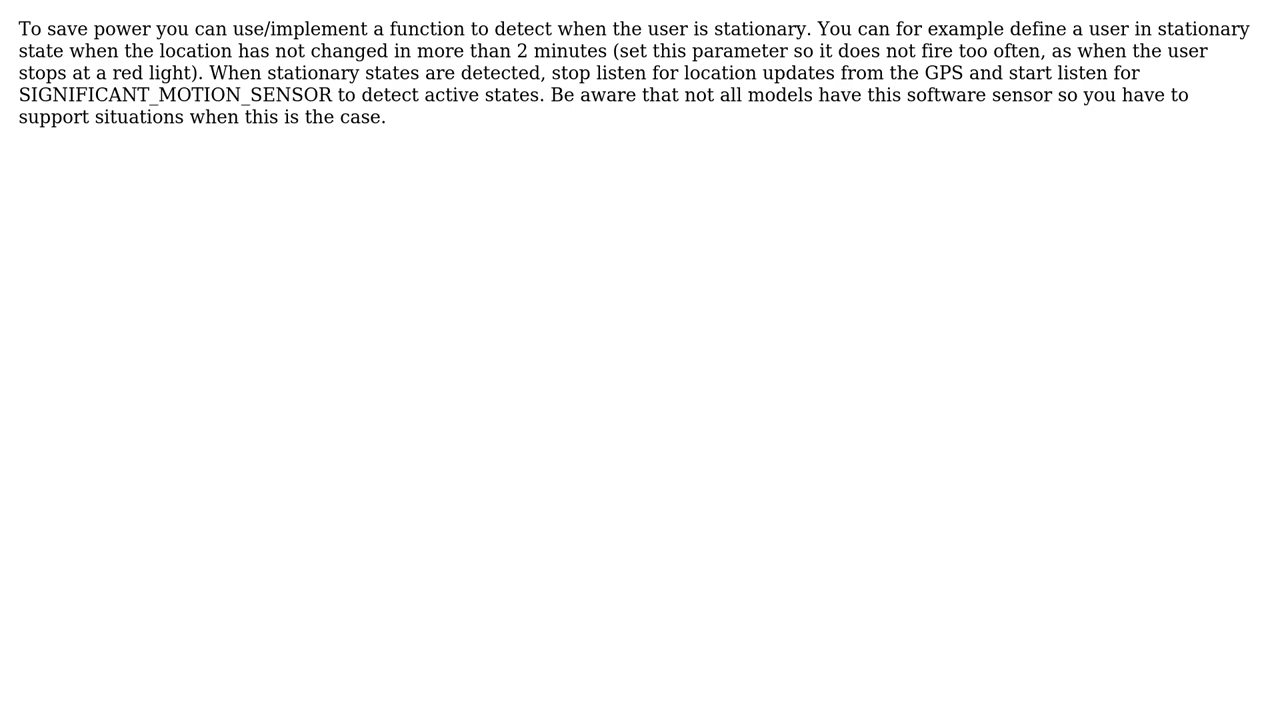 To save power you can use/implement a function to detect when the user is stationary. You can for example define a user in stationary
state when the location has not changed in more than 2 minutes (set this parameter so it does not fire too often, as when the user
stops at a red light). When stationary states are detected, stop listen for location updates from the GPS and start listen for
SIGNIFICANT_MOTION_SENSOR to detect active states. Be aware that not all models have this software sensor so you have to
support situations when this is the case.